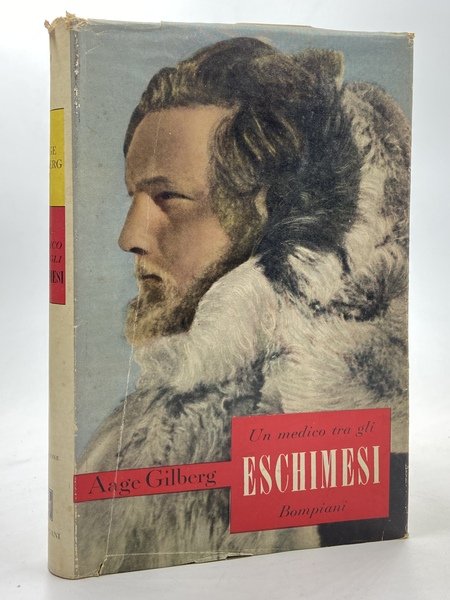 Un medico tra gli
Aage Gilberg
ESCHIMESI
Bompiani